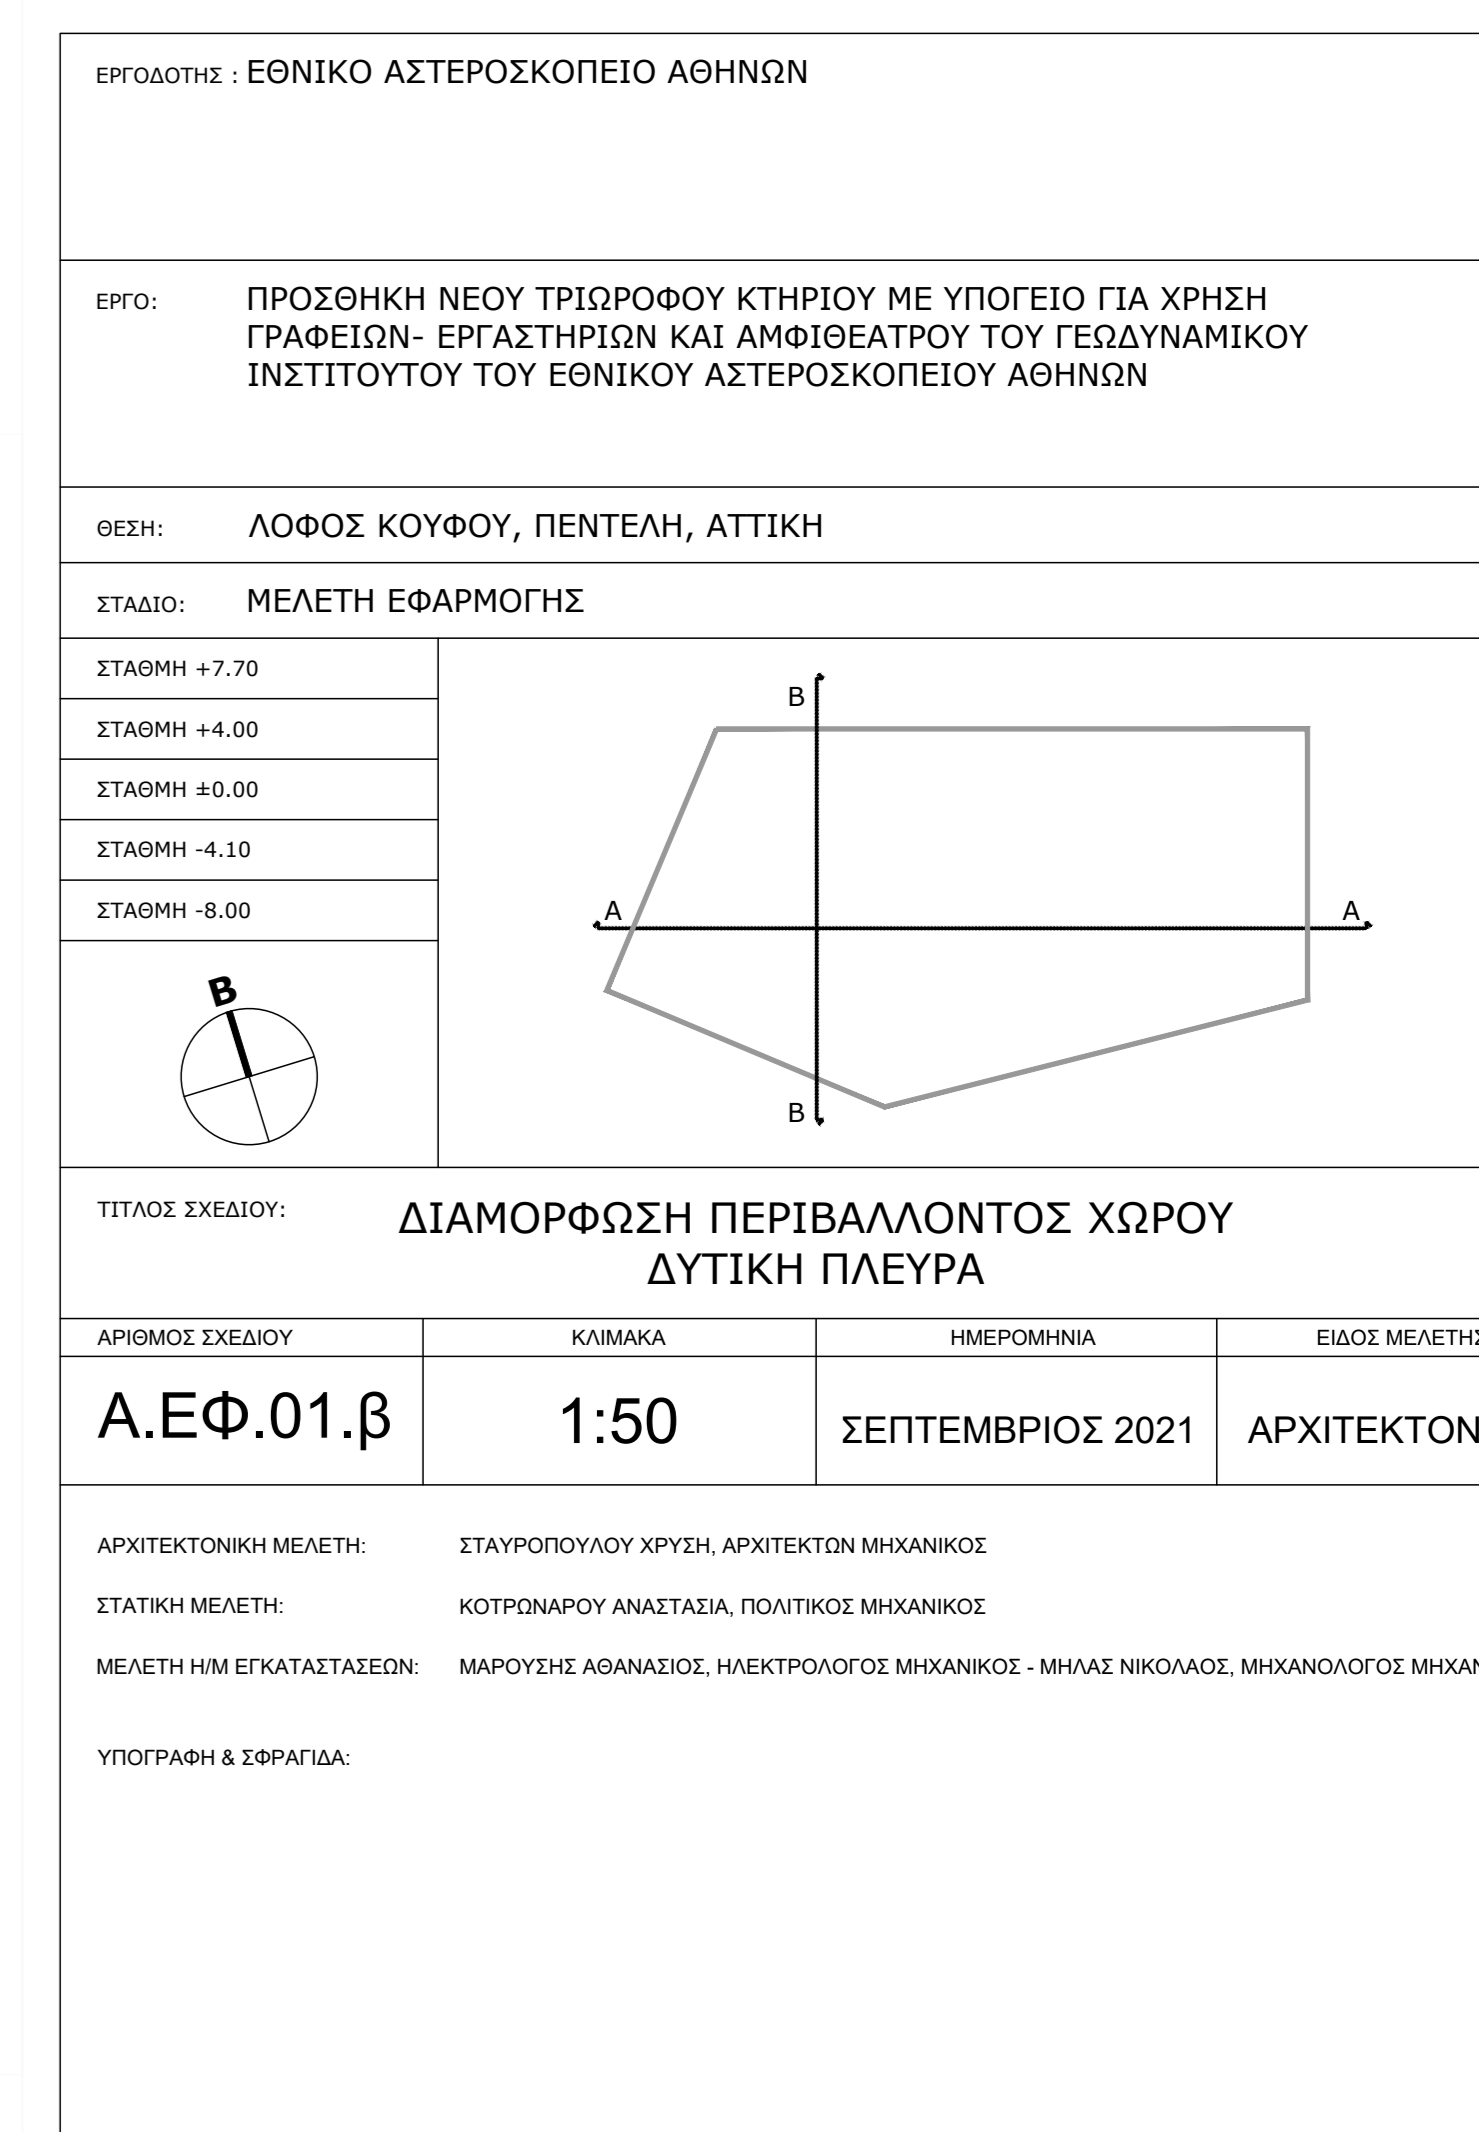 ΕΡΓΟΔΟΤΗΣ : ΕΘΝΙΚΟ ΑΣΤΕΡΟΣΚΟΠΕΙΟ ΑΘΗΝΩΝ
ΕΡΓΟ: ΠΡΟΣΘΗΚΗ ΝΕΟΥ ΤΡΙΩΡΟΦΟΥ ΚΤΗΡΙΟΥ ΜΕ ΥΠΟΓΕΙΟ ΓΙΑ ΧΡΗΣΗ
ΓΡΑΦΕΙΩΝ- ΕΡΓΑΣΤΗΡΙΩΝ ΚΑΙ ΑΜΦΙΘΕΑΤΡΟΥ ΤΟΥ ΓΕΩΔΥΝΑΜΙΚΟΥ
ΙΝΣΤΙΤΟΥΤΟΥ ΤΟΥ ΕΘΝΙΚΟΥ ΑΣΤΕΡΟΣΚΟΠΕΙΟΥ ΑΘΗΝΩΝ
ΘΕΣΗ: ΛΟΦΟΣ ΚΟΥΦΟΥ, ΠΕΝΤΕΛΗ, ΑΤΤΙΚΗ
ΣΤΑΔΙΟ: ΜΕΛΕΤΗ ΕΦΑΡΜΟΓΗΣ
ΣΤΑΘΜΗ +7.70
ΣΤΑΘΜΗ +4.00
ΣΤΑΘΜΗ ±0.00
ΣΤΑΘΜΗ -4.10
ΣΤΑΘΜΗ -8.00
Β
Β
Α Α
Β
ΤΙΤΛΟΣ ΣΧΕΔΙΟΥ: ΔΙΑΜΟΡΦΩΣΗ ΠΕΡΙΒΑΛΛΟΝΤΟΣ ΧΩΡΟΥ
ΔΥΤΙΚΗ ΠΛΕΥΡΑ
ΑΡΙΘΜΟΣ ΣΧΕΔΙΟΥ ΚΛΙΜΑΚΑ ΗΜΕΡΟΜΗΝΙΑ ΕΙΔΟΣ ΜΕΛΕΤΗΣ
Α.ΕΦ.01.β 1:50 ΣΕΠΤΕΜΒΡΙΟΣ 2021 ΑΡΧΙΤΕΚΤΟΝ
ΑΡΧΙΤΕΚΤΟΝΙΚΗ ΜΕΛΕΤΗ: ΣΤΑΥΡΟΠΟΥΛΟΥ ΧΡΥΣΗ, ΑΡΧΙΤΕΚΤΩΝ ΜΗΧΑΝΙΚΟΣ
ΣΤΑΤΙΚΗ ΜΕΛΕΤΗ: ΚΟΤΡΩΝΑΡΟΥ ΑΝΑΣΤΑΣΙΑ, ΠΟΛΙΤΙΚΟΣ ΜΗΧΑΝΙΚΟΣ
ΜΕΛΕΤΗ Η/Μ ΕΓΚΑΤΑΣΤΑΣΕΩΝ: ΜΑΡΟΥΣΗΣ ΑΘΑΝΑΣΙΟΣ, ΗΛΕΚΤΡΟΛΟΓΟΣ ΜΗΧΑΝΙΚΟΣ - ΜΗΛΑΣ ΝΙΚΟΛΑΟΣ, ΜΗΧΑΝΟΛΟΓΟΣ ΜΗΧΑΝ
ΥΠΟΓΡΑΦΗ & ΣΦΡΑΓΙΔΑ: